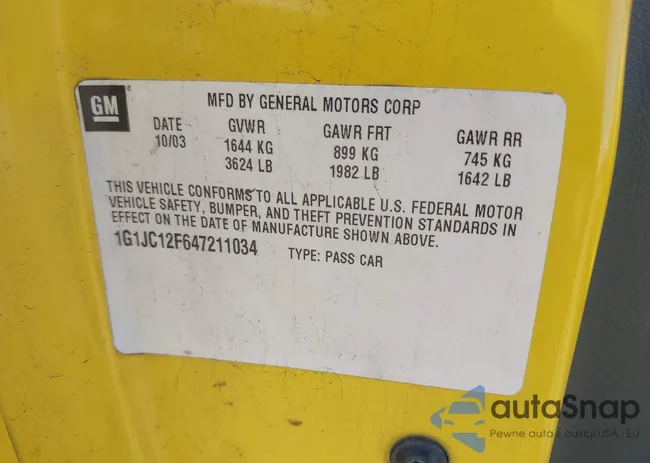 GM
MFD BY GENERAL MOTORS CORP
DATE GVWR GAWR FRT GAWR RR
10/03 1644 KG 899 KG 745 KG
3624 LB 1982 LB 1642 LB
THIS VEHICLE CONFORMS TO ALL APPLICABLE U.S. FEDERAL MOTOR
VEHICLE SAFETY, BUMPER, AND THEFT PREVENTION STANDARDS IN
EFFECT ON THE DATE OF MANUFACTURE SHOWN ABOVE.
1G1JC12F647211034 TYPE: PASS CAR
autaSnap
Pewne auta z aukcji USA - EU